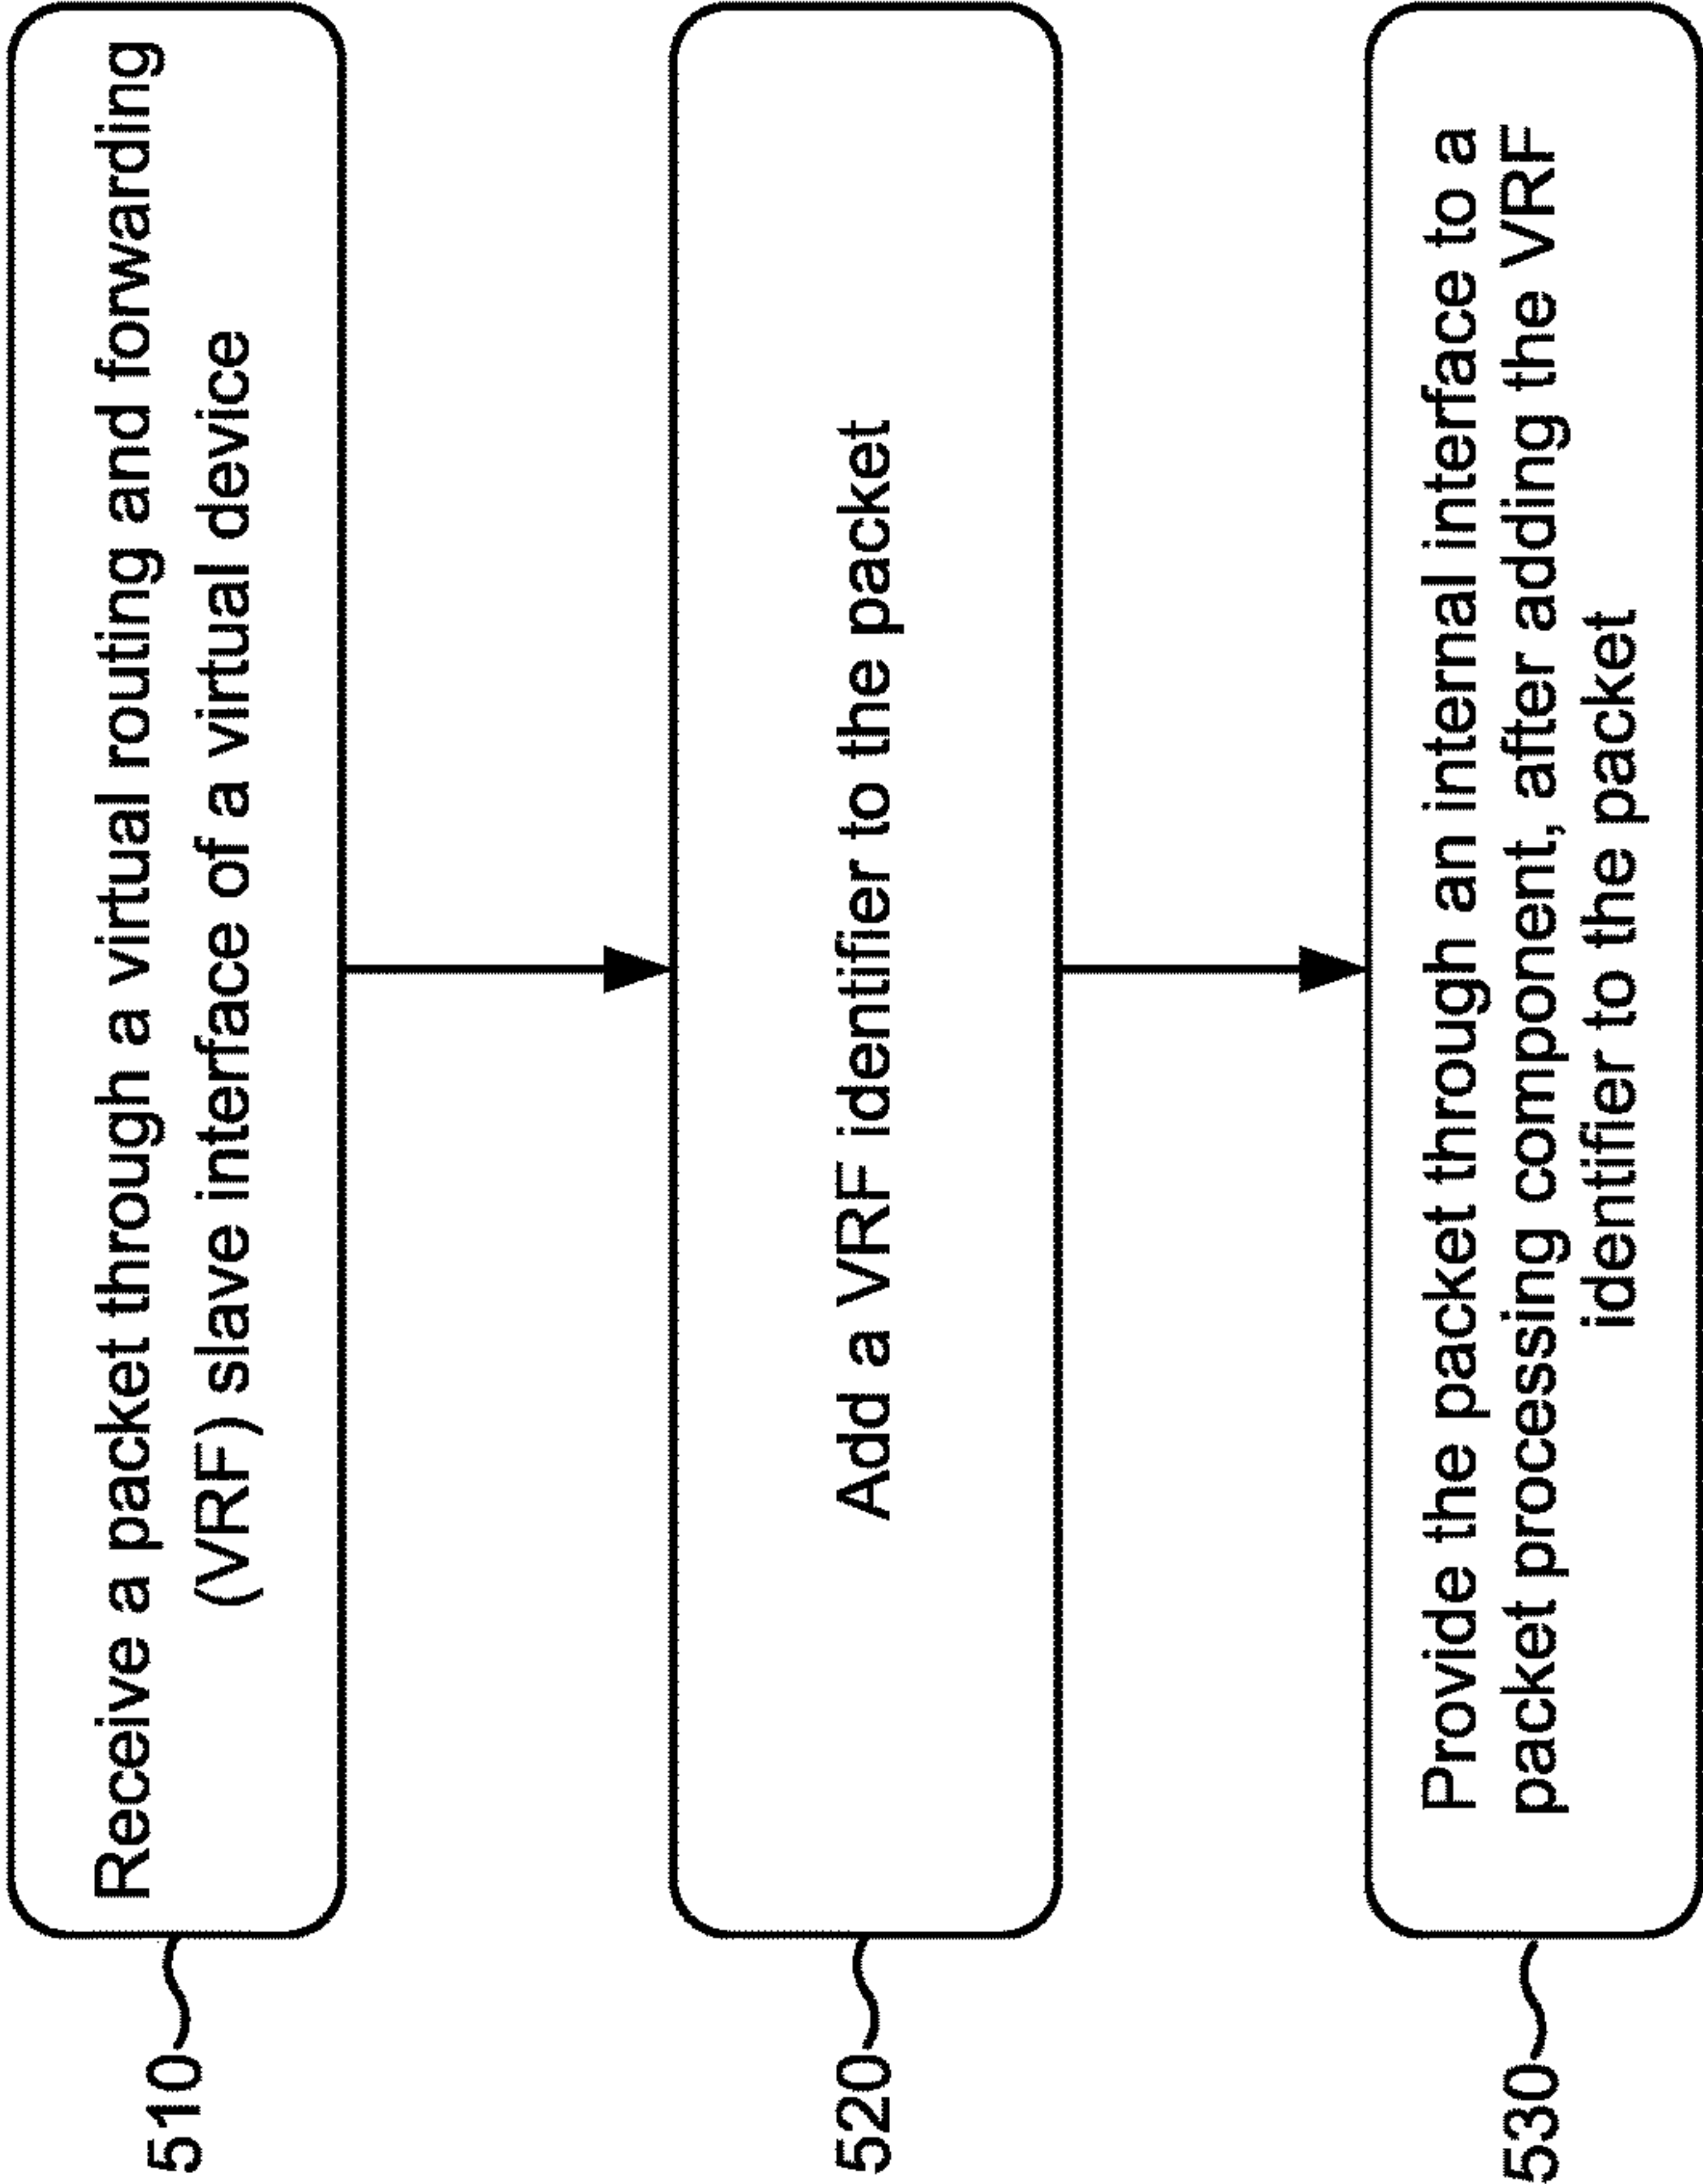 510
Receive a packet through a virtual routing and forwarding
(VRF) slave interface of a virtual device
520
Add a VRF identifier to the packet
530
Provide the packet through an internal interface to a
packet processing component, after adding the VRF
identifier to the packet